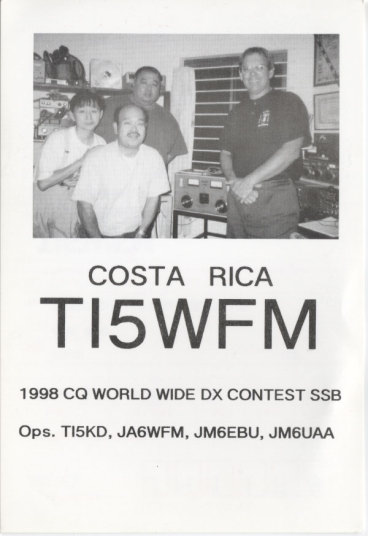 COSTA RICA
TI5WFM
1998 CQ WORLD WIDE DX CONTEST SSB
Ops. TI5KD, JA6WFM, JM6EBU, JM6UAA